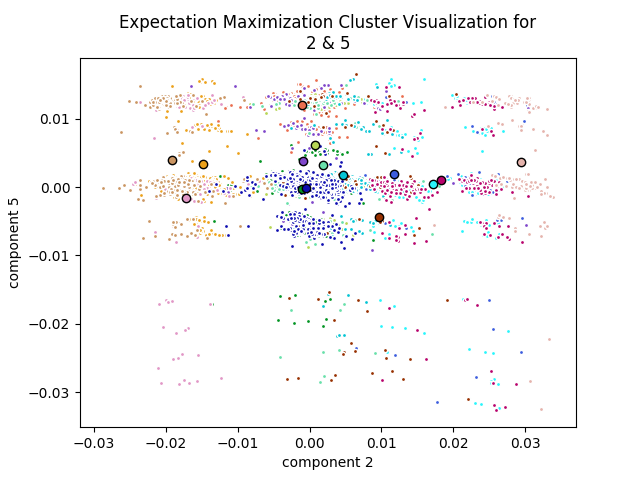 Expectation Maximization Cluster Visualization for
2 & 5
component 5
0.01
0.00
−0.01
−0.02
−0.03
−0.03 −0.02 −0.01 0.00 0.01 0.02 0.03
component 2